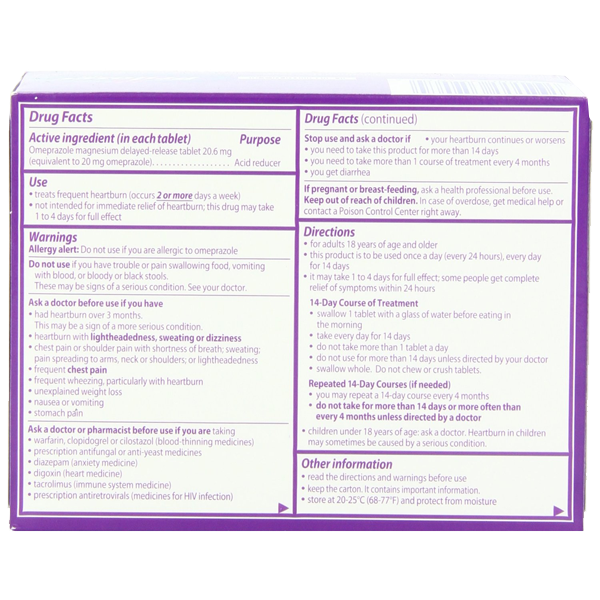 Drug Facts
Active ingredient (in each tablet) Purpose
Omeprazole magnesium delayed-release tablet 20.6 mg
(equivalent to 20 mg omeprazole).................. Acid reducer
Use
• treats frequent heartburn (occurs 2 or more days a week)
• not intended for immediate relief of heartburn; this drug may take
1 to 4 days for full effect
Warnings
Allergy alert: Do not use if you are allergic to omeprazole
Do not use if you have trouble or pain swallowing food, vomiting
with blood, or bloody or black stools.
These may be signs of a serious condition. See your doctor.
Ask a doctor before use if you have
• had heartburn over 3 months.
This may be a sign of a more serious condition.
• heartburn with lightheadedness, sweating or dizziness
• chest pain or shoulder pain with shortness of breath; sweating;
pain spreading to arms, neck or shoulders; or lightheadedness
• frequent chest pain
• frequent wheezing, particularly with heartburn
• unexplained weight loss
• nausea or vomiting
• stomach pain
Ask a doctor or pharmacist before use if you are taking
• warfarin, clopidogrel or cilostazol (blood-thinning medicines)
• prescription antifungal or anti-yeast medicines
• diazepam (anxiety medicine)
• digoxin (heart medicine)
• tacrolimus (immune system medicine)
• prescription antiretrovirals (medicines for HIV infection)
Drug Facts (continued)
Stop use and ask a doctor if • your heartburn continues or worsens
• you need to take this product for more than 14 days
• you need to take more than 1 course of treatment every 4 months
• you get diarrhea
If pregnant or breast-feeding, ask a health professional before use.
Keep out of reach of children. In case of overdose, get medical help or
contact a Poison Control Center right away.
Directions
• for adults 18 years of age and older
• this product is to be used once a day (every 24 hours), every day
for 14 days
• it may take 1 to 4 days for full effect; some people get complete
relief of symptoms within 24 hours
14-Day Course of Treatment
• swallow 1 tablet with a glass of water before eating in
the morning
• take every day for 14 days
• do not take more than 1 tablet a day
• do not use for more than 14 days unless directed by your doctor
• swallow whole. Do not chew or crush tablets.
Repeated 14-Day Courses (if needed)
• you may repeat a 14-day course every 4 months
• do not take for more than 14 days or more often than
every 4 months unless directed by a doctor
• children under 18 years of age: ask a doctor. Heartburn in children
may sometimes be caused by a serious condition.
Other information
• read the directions and warnings before use
• keep the carton. It contains important information.
• store at 20-25°C (68-77°F) and protect from moisture